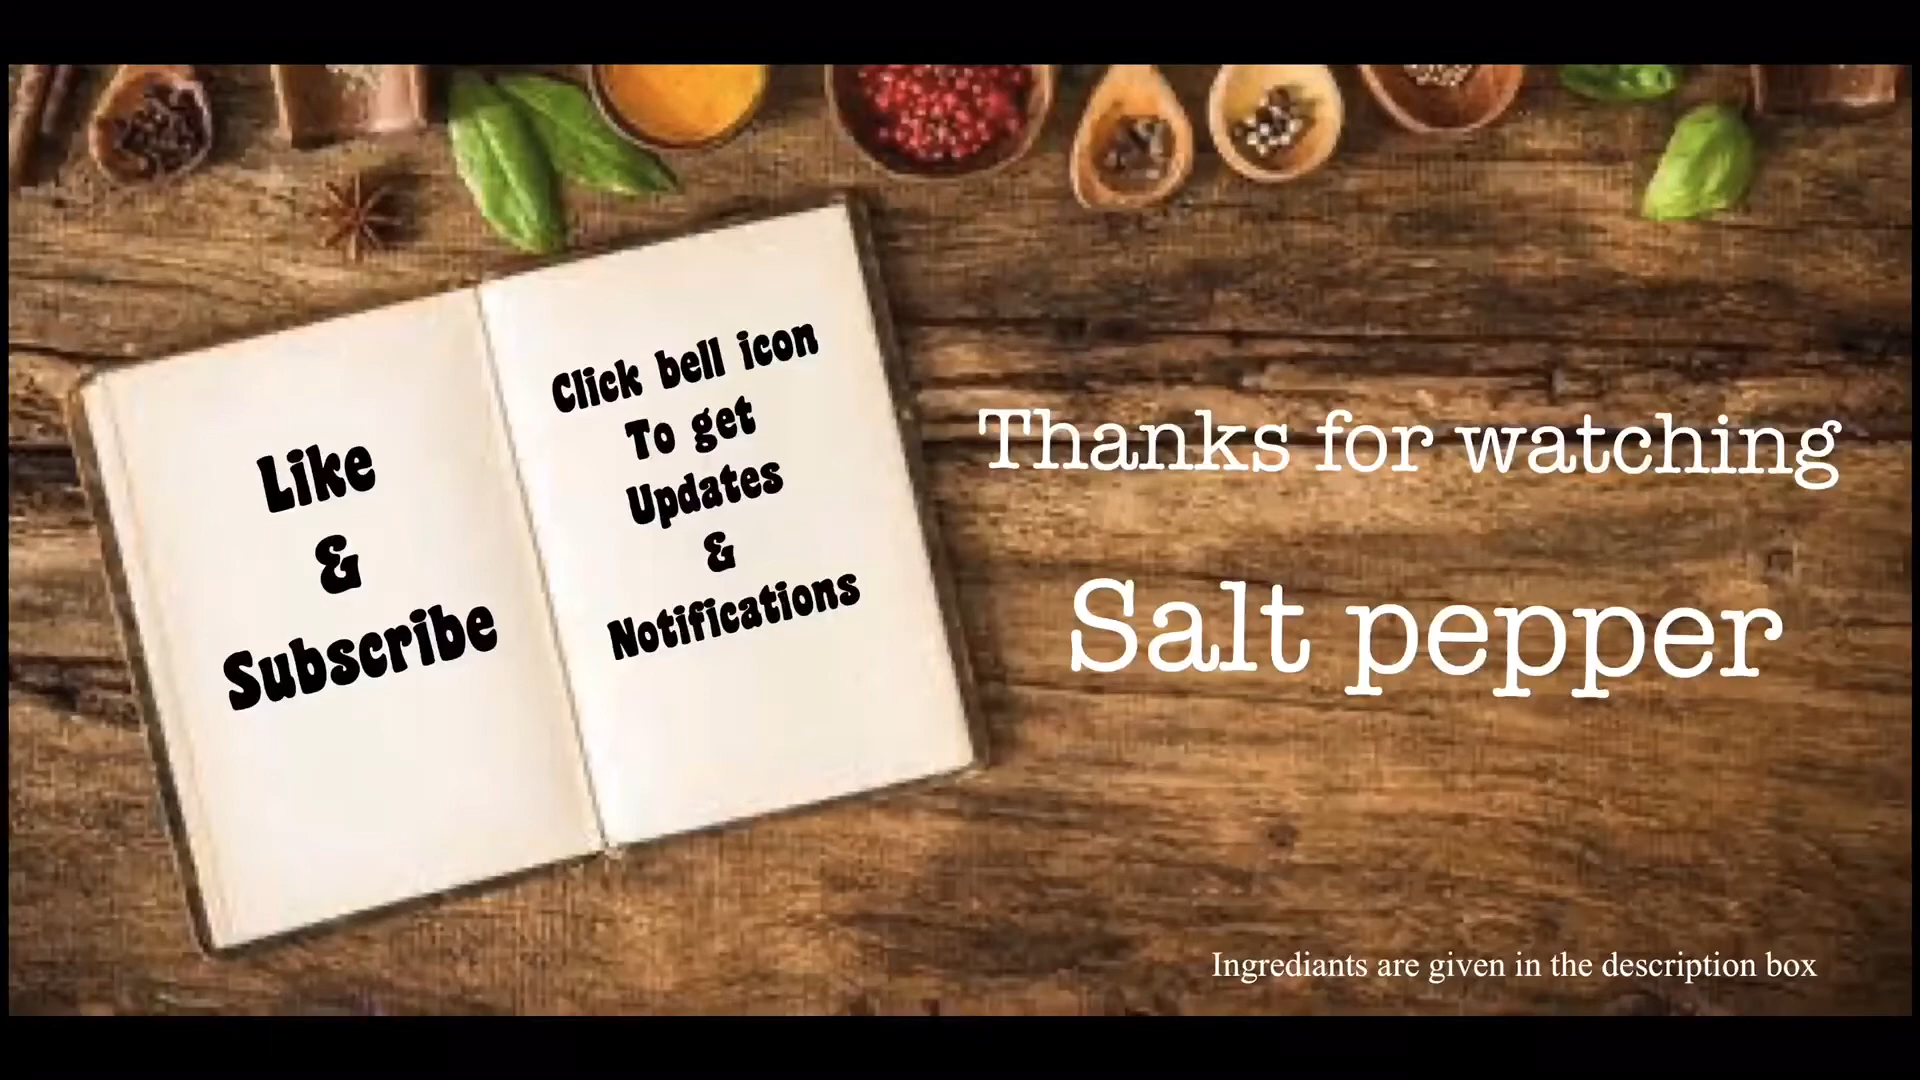 Like
&
Subscribe
Click bell icon
To get
Updates
&
Notifications
Thanks for watching
Salt pepper
Ingrediants are given in the description box